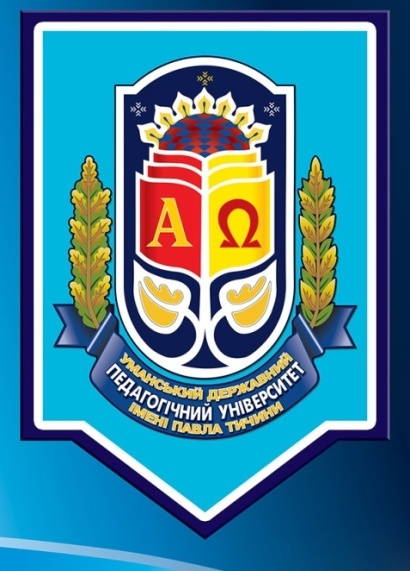 Α Ω
УМАНСЬКИЙ ДЕРЖАВНИЙ
ПЕДАГОГІЧНИЙ УНІВЕРСИТЕТ
ІМЕНІ ПАВЛА ТИЧИНИ